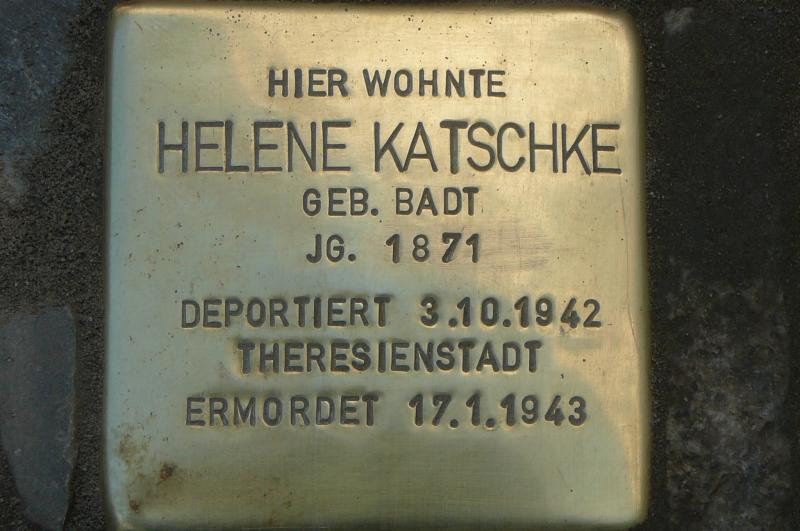 HIER WOHNTE
HELENE KATSCHKE
GEB. BADT
JG. 1871
DEPORTIERT 3.10.1942
THERESIENSTADT
ERMORDET 17.1.1943